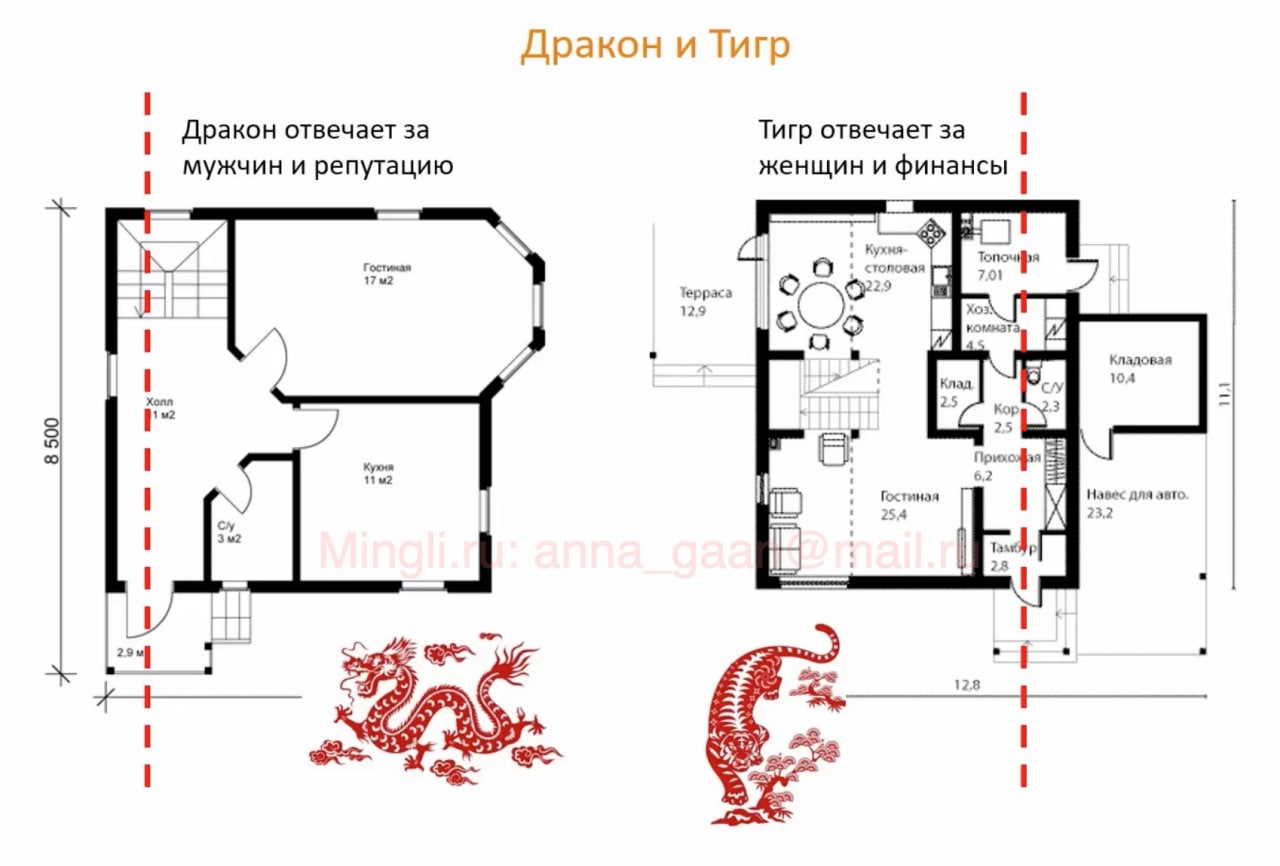 Дракон и Тигр
Дракон отвечает за
мужчин и репутацию
Тигр отвечает за
женщин и финансы
8 500
Гостиная
17 м2
Холл
1 м2
Кухня
11 м2
С/у
3 м2
2,9 м
Терраса
12,9
Кухня-
столовая
22,9
Топочная
7,01
Хоз.
комната
4,5
Клад.
2,5
Кор.
2,5
С/У
2,3
Кладовая
10,4
Прихожая
6,2
Гостиная
25,4
Навес для авто.
23,2
Тамбур
2,8
11,1
12,8
Mingli.ru: anna_gaan@mail.ru